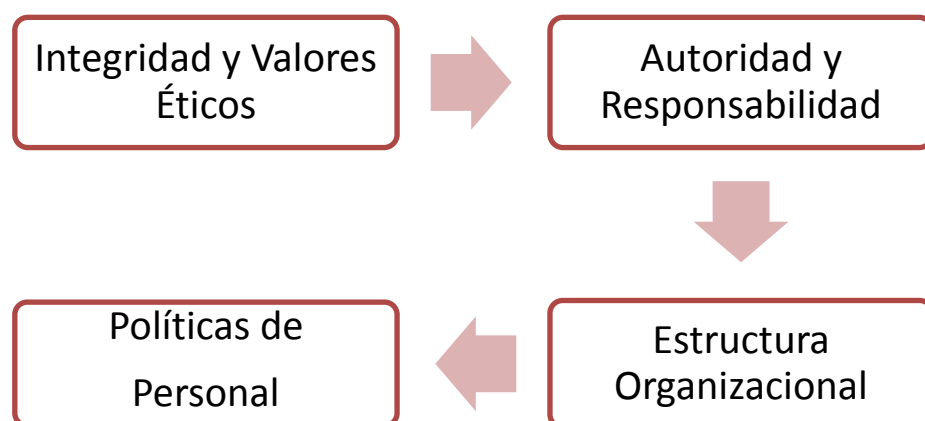 Integridad y Valores
Éticos
Autoridad y
Responsabilidad
Estructura
Organizacional
Políticas de
Personal